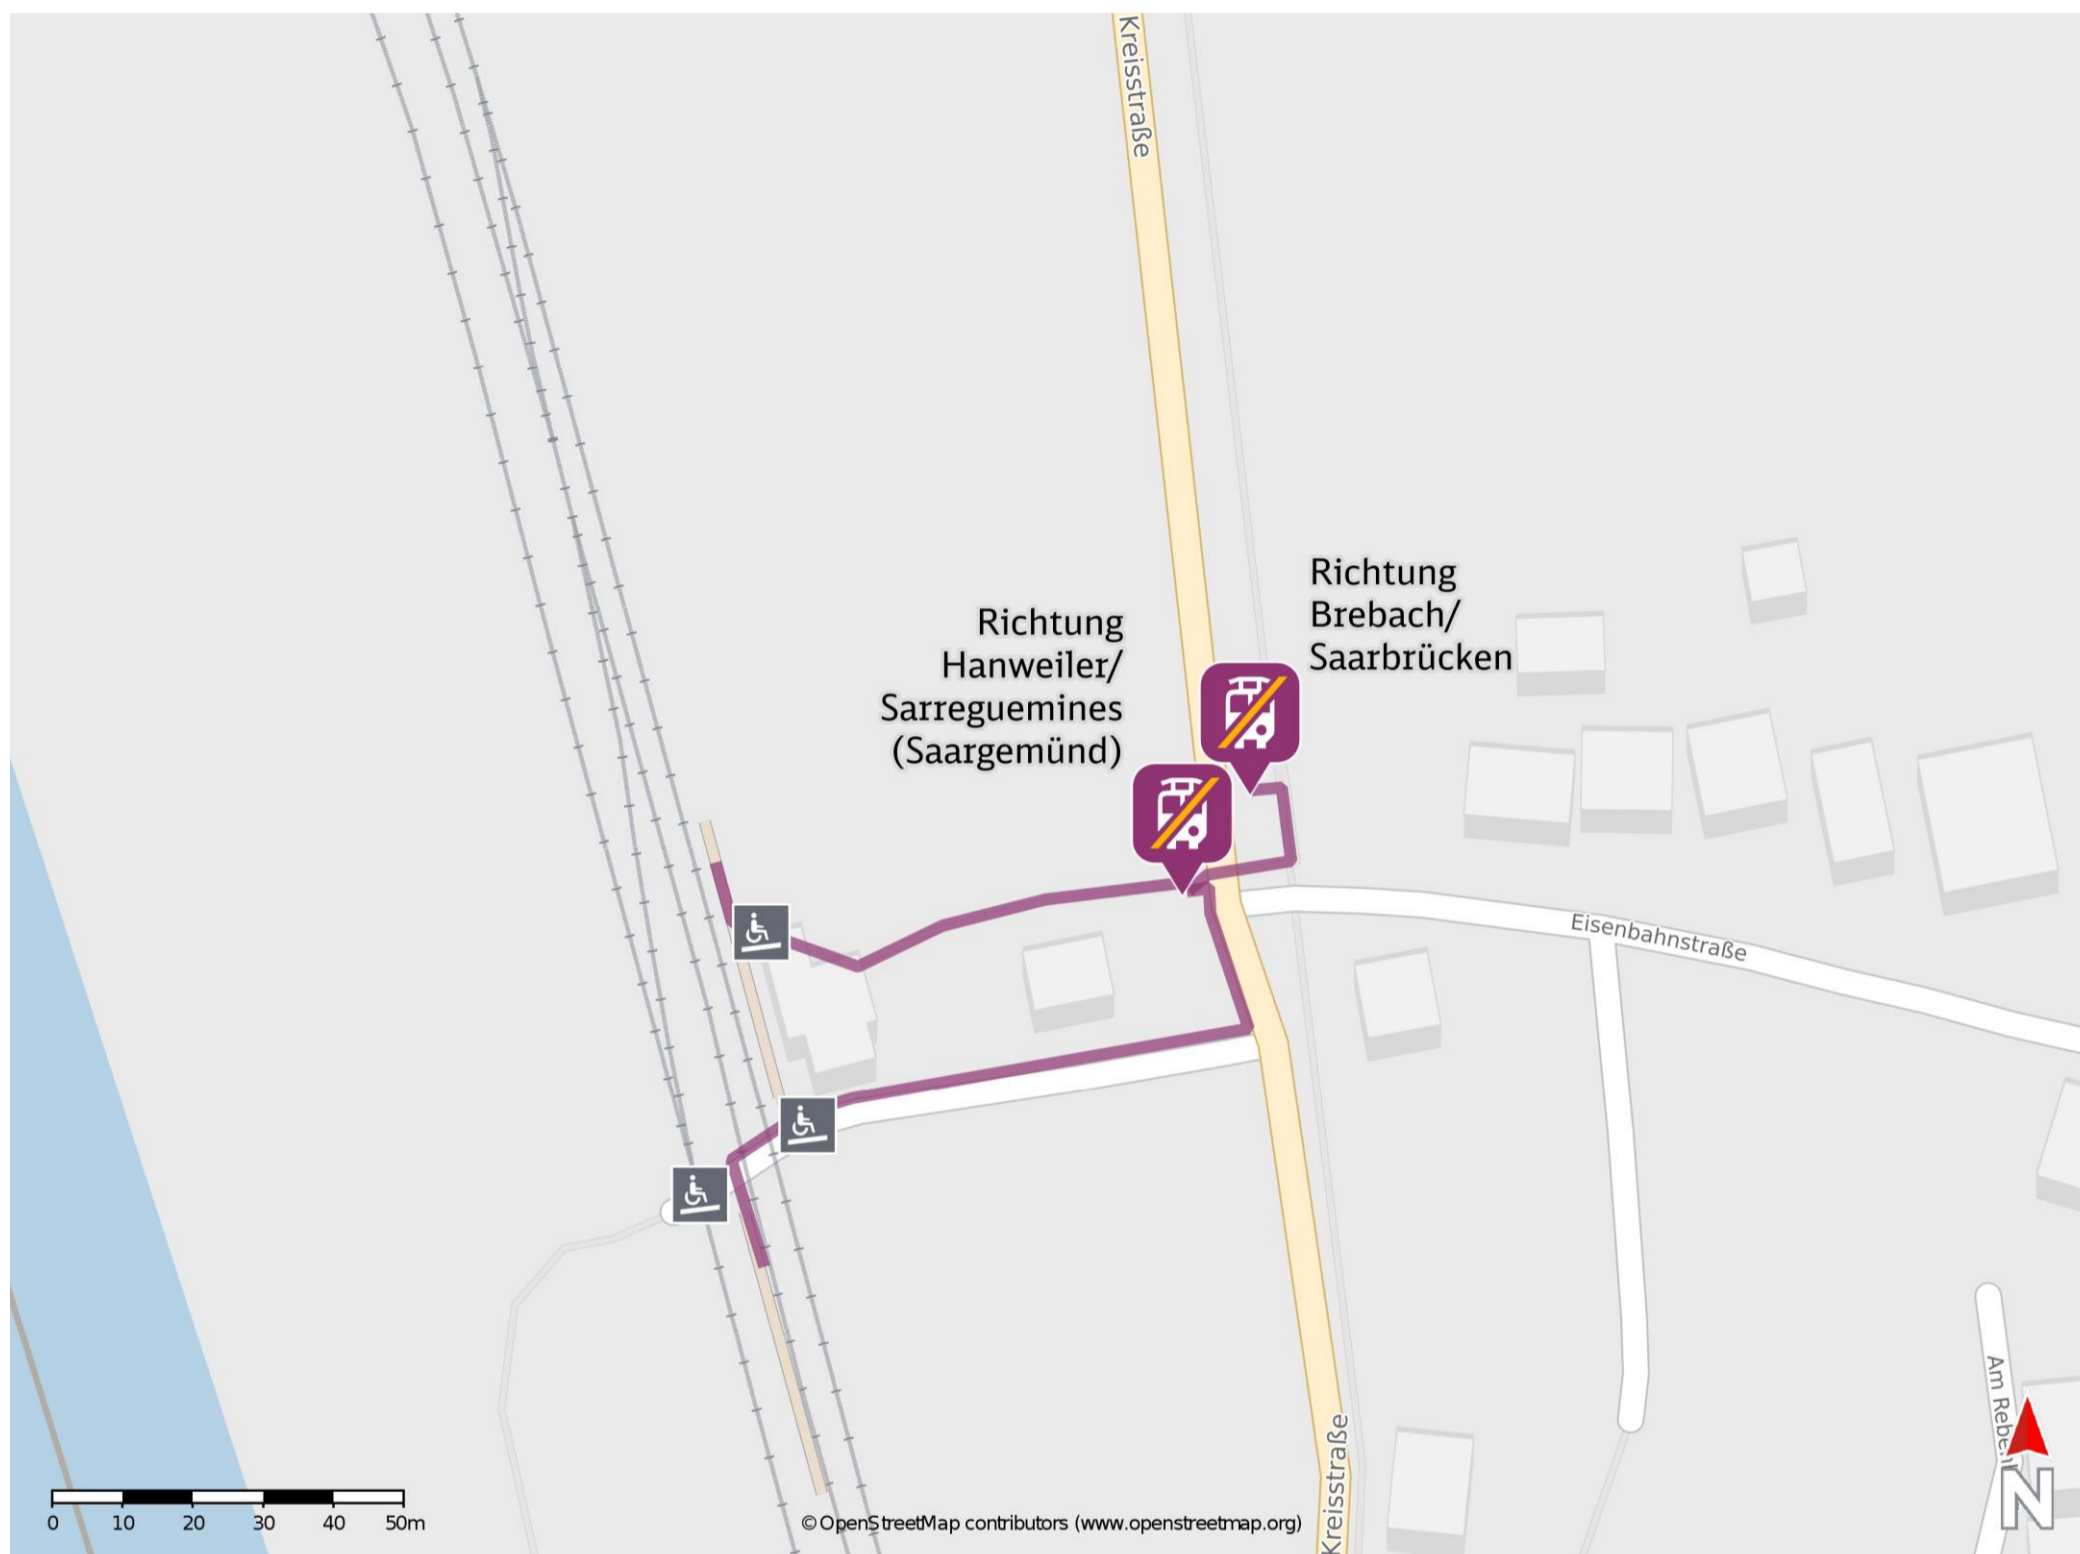 Kreisstraße
Richtung
Brebach/
Saarbrücken
Richtung
Hanweiler/
Sarreguemines
(Saargemünd)
Eisenbahnstraße
Am
Kreisstraße
0 10 20 30 40 50m
©OpenStreetMap contributors (www.openstreetmap.org)
N